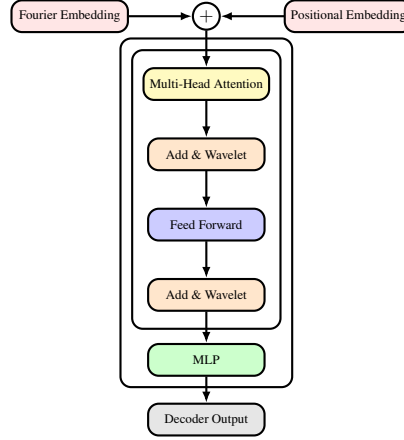 Fourier Embedding
+
Positional Embedding
Multi-Head Attention
Add & Wavelet
Feed Forward
Add & Wavelet
MLP
Decoder Output